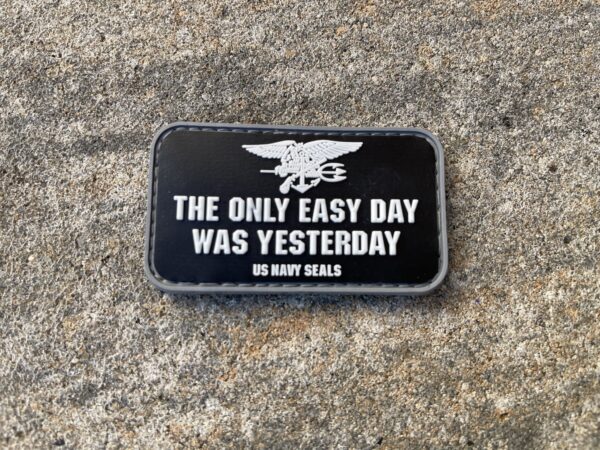 THE ONLY EASY DAY
WAS YESTERDAY
US NAVY SEALS